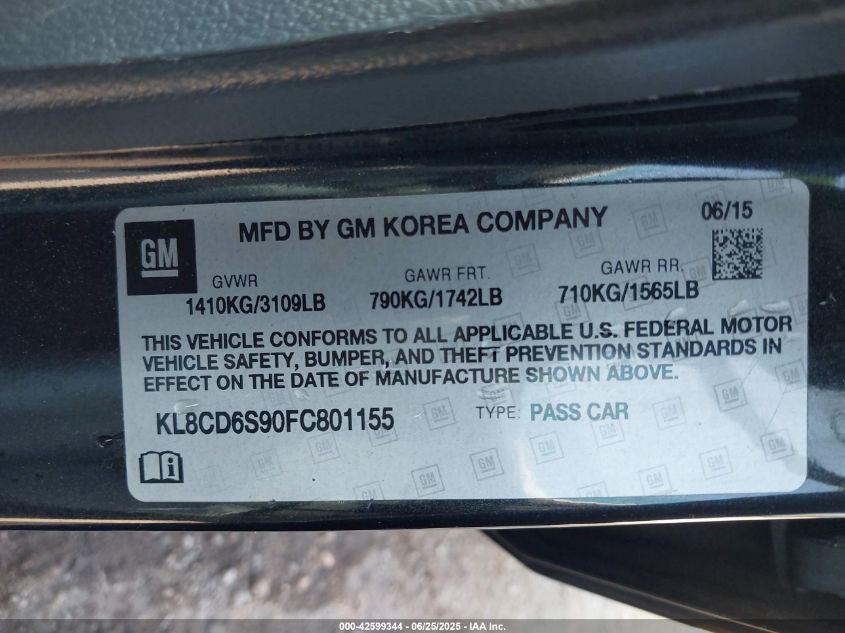 GM
MFD BY GM KOREA COMPANY
06/15
GVWR
1410KG/3109LB
GAWR FRT.
790KG/1742LB
GAWR RR.
710KG/1565LB
THIS VEHICLE CONFORMS TO ALL APPLICABLE U.S. FEDERAL MOTOR
VEHICLE SAFETY, BUMPER, AND THEFT PREVENTION STANDARDS IN
EFFECT ON THE DATE OF MANUFACTURE SHOWN ABOVE.
KL8CD6S90FC801155
TYPE: PASS CAR
000-42599344 | 06/25/2025 - IAA Inc.